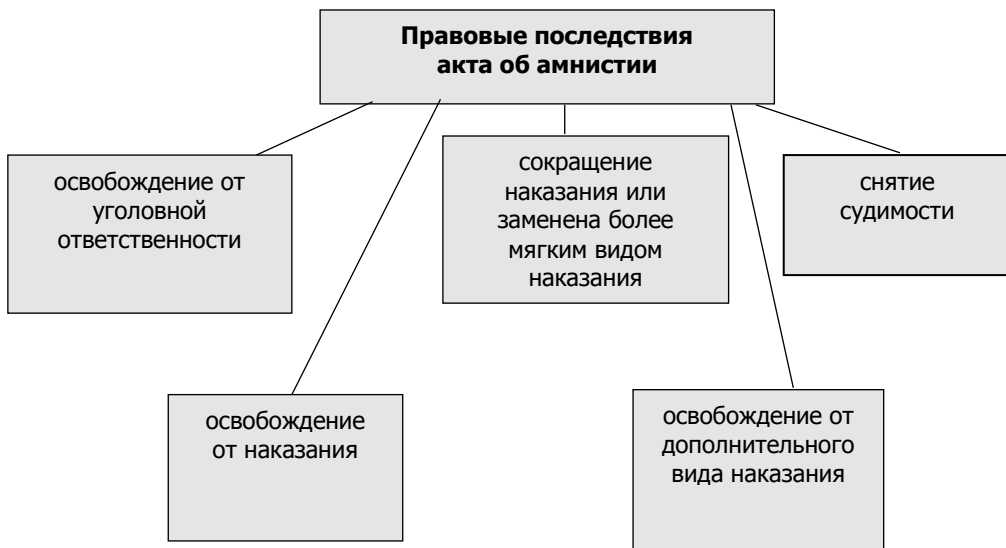 Правовые последствия
акта об амнистии
освобождение от
уголовной
ответственности
сокращение
наказания или
заменена более
мягким видом
наказания
снятие
судимости
освобождение
от наказания
освобождение от
дополнительного
вида наказания